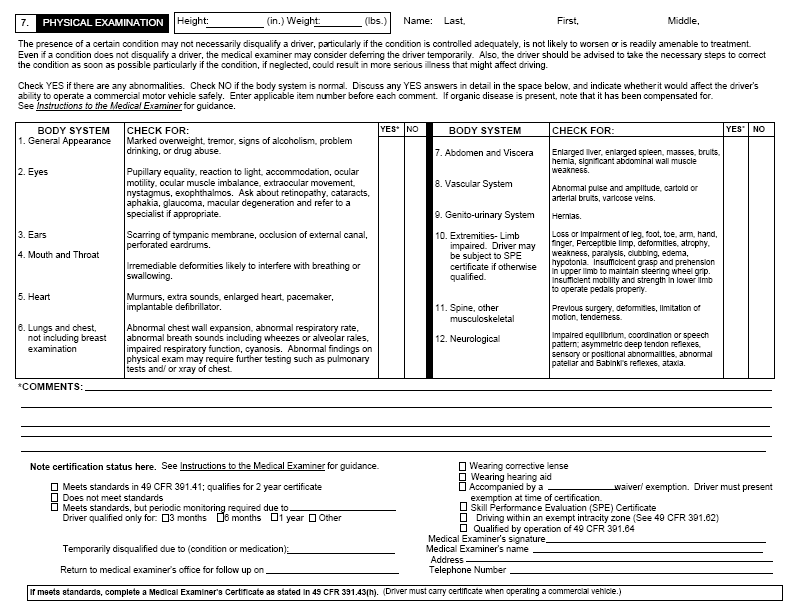 7. PHYSICAL EXAMINATION Height: (in.) Weight: (lbs.) Name: Last, First, Middle,
The presence of a certain condition may not necessarily disqualify a driver, particularly if the condition is controlled adequately, is not likely to worsen or is readily amenable to treatment.
Even if a condition does not disqualify a driver, the medical examiner may consider deferring the driver temporarily. Also, the driver should be advised to take the necessary steps to correct
the condition as soon as possible particularly if the condition, if neglected, could result in more serious illness that might affect driving.
Check YES if there are any abnormalities. Check NO if the body system is normal. Discuss any YES answers in detail in the space below, and indicate whether it would affect the driver's
ability to operate a commercial motor vehicle safely. Enter applicable item number before each comment. If organic disease is present, note that it has been compensated for.
See Instructions to the Medical Examiner for guidance.
BODY SYSTEM CHECK FOR: YES* NO
1. General Appearance Marked overweight, tremor, signs of alcoholism, problem
drinking, or drug abuse.
2. Eyes Pupillary equality, reaction to light, accommodation, ocular
motility, ocular muscle imbalance, extraocular movement,
nystagmus, exophthalmos. Ask about retinopathy, cataracts,
aphakia, glaucoma, macular degeneration and refer to a
specialist if appropriate.
3. Ears Scarring of tympanic membrane, occlusion of external canal,
perforated eardrums.
4. Mouth and Throat
Irremediable deformities likely to interfere with breathing or
swallowing.
5. Heart Murmurs, extra sounds, enlarged heart, pacemaker,
implantable defibrillator.
6. Lungs and chest, Abnormal chest wall expansion, abnormal respiratory rate,
not including breast abnormal breath sounds including wheezes or alveolar rales,
examination impaired respiratory function, cyanosis. Abnormal findings on
physical exam may require further testing such as pulmonary
tests and/ or xray of chest.
BODY SYSTEM CHECK FOR: YES* NO
7. Abdomen and Viscera Enlarged liver, enlarged spleen, masses, bruits,
hernia, significant abdominal wall muscle
weakness.
8. Vascular System Abnormal pulse and amplitude, cartoid or
arterial bruits, varicose veins.
9. Genito-urinary System Hernias.
10. Extremities- Limb Loss or impairment of leg, foot, toe, arm, hand,
impaired. Driver may finger, Perceptible limp, deformities, atrophy,
be subject to SPE weakness, paralysis, clubbing, edema,
certificate if otherwise hypotonia. Insufficient grasp and prehension
qualified. in upper limb to maintain steering wheel grip.
Insufficient mobility and strength in lower limb
to operate pedals properly.
11. Spine, other Previous surgery, deformities, limitation of
musculoskeletal motion, tenderness.
12. Neurological Impaired equilibrium, coordination or speech
pattern; asymmetric deep tendon reflexes,
sensory or positional abnormalities, abnormal
patellar and Babinki's reflexes, ataxia.
*COMMENTS:
Note certification status here. See Instructions to the Medical Examiner for guidance.
Meets standards in 49 CFR 391.41; qualifies for 2 year certificate
Does not meet standards
Meets standards, but periodic monitoring required due to
Driver qualified only for: 3 months 6 months 1 year Other
Temporarily disqualified due to (condition or medication):
Return to medical examiner's office for follow up on
Wearing corrective lense
Wearing hearing aid
Accompanied by a waiver/ exemption. Driver must present
exemption at time of certification.
Skill Performance Evaluation (SPE) Certificate
Driving within an exempt intracity zone (See 49 CFR 391.62)
Qualified by operation of 49 CFR 391.64
Medical Examiner's signature
Medical Examiner's name
Address
Telephone Number
If meets standards, complete a Medical Examiner's Certificate as stated in 49 CFR 391.43(h). (Driver must carry certificate when operating a commercial vehicle.)